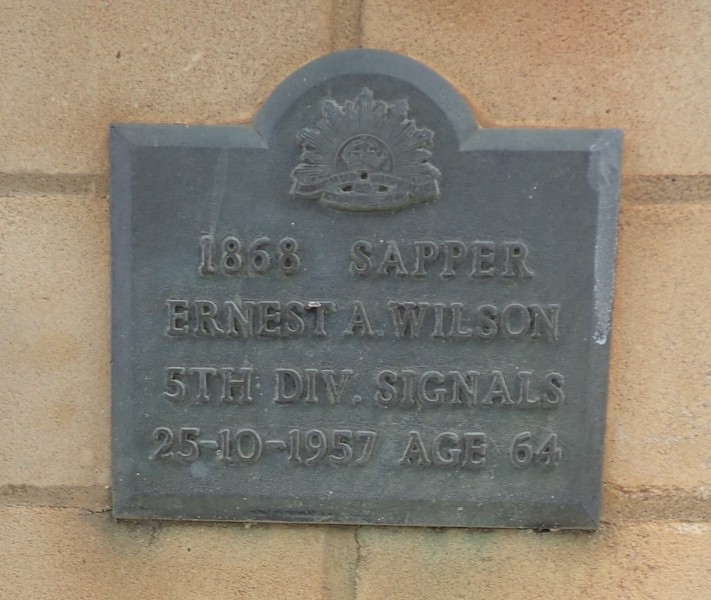 1868 SAPPER
ERNEST A. WILSON
5TH DIV. SIGNALS
25-10-1957 AGE 64